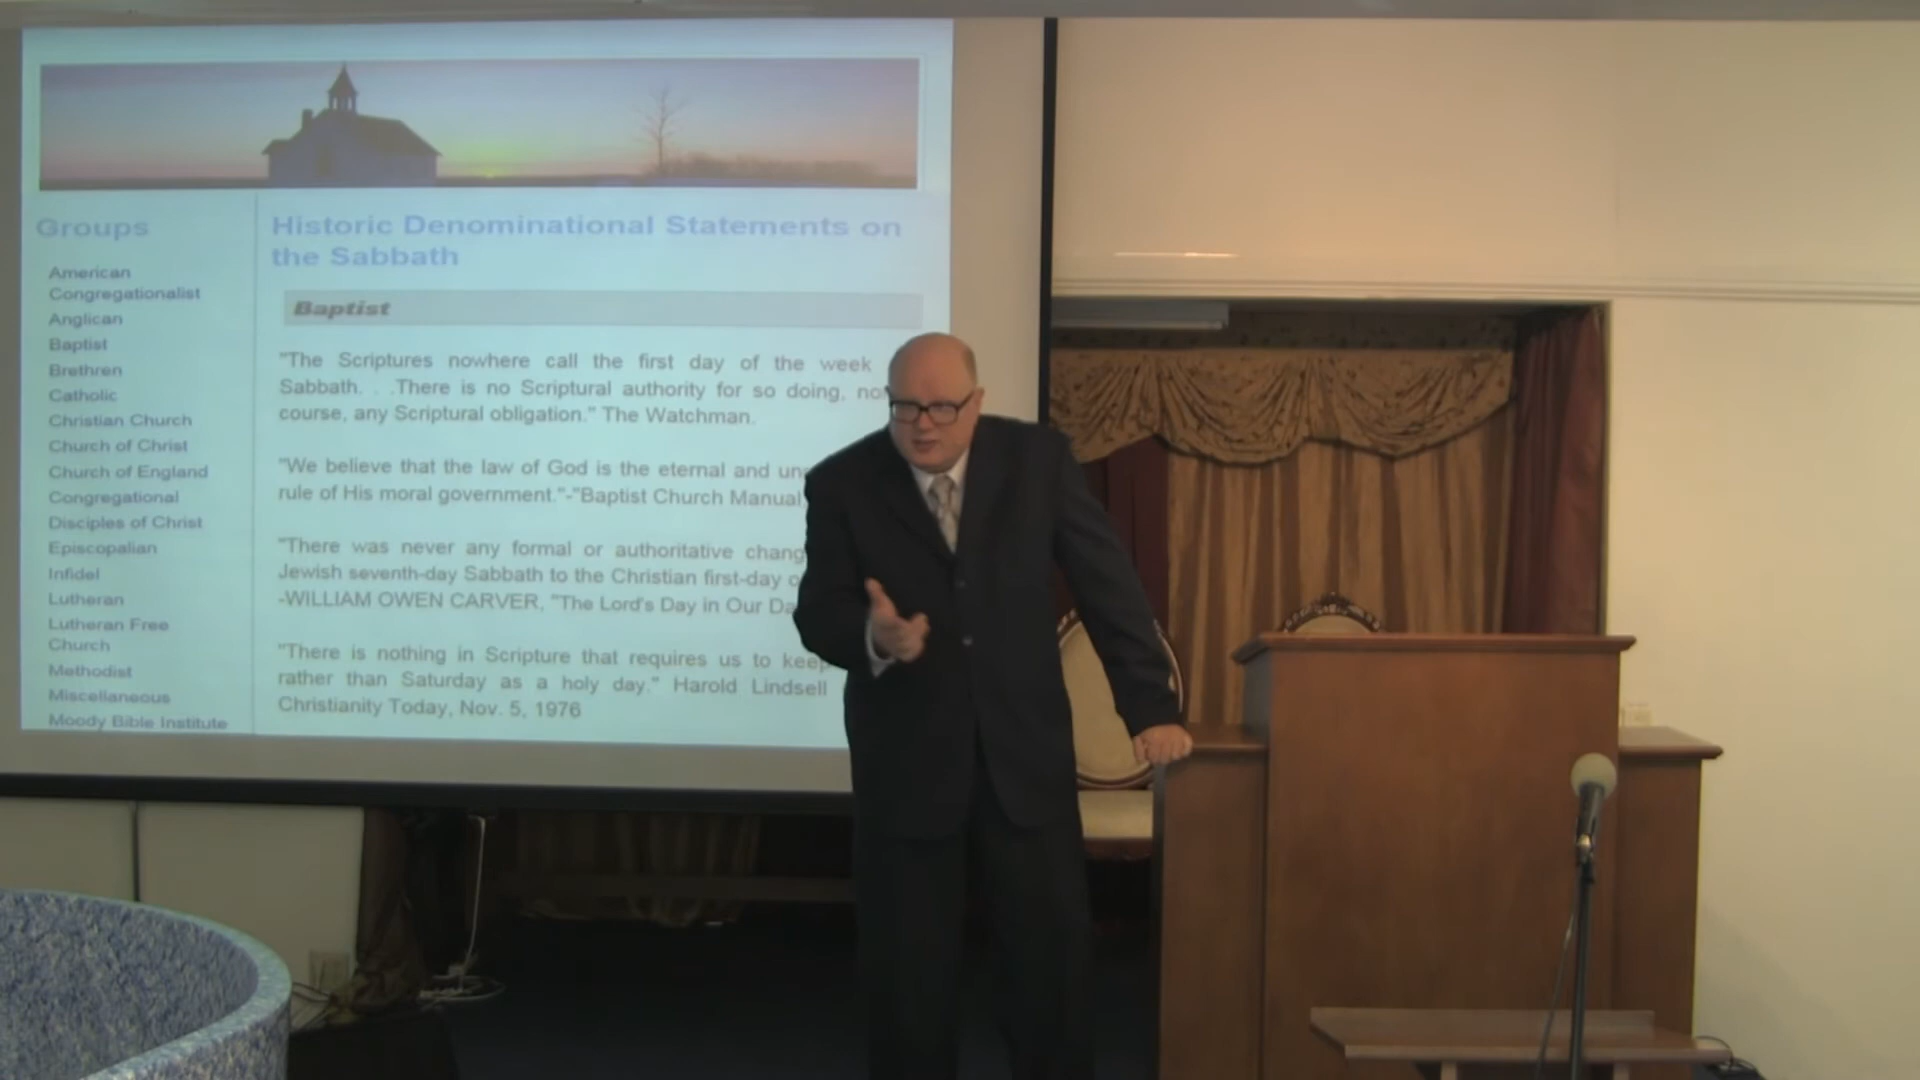 Groups
American
Congregationalist
Anglican
Baptist
Brethren
Catholic
Christian Church
Church of Christ
Church of England
Congregational
Disciples of Christ
Episcopalian
Infidel
Lutheran
Lutheran Free
Church
Methodist
Miscellaneous
Moody Bible Institute
Historic Denominational Statements on
the Sabbath
Baptist
"The Scriptures nowhere call the first day of the week
Sabbath. . .There is no Scriptural authority for so doing,
course, any Scriptural obligation." The Watchman.
"We believe that the law of God is the eternal and
rule of His moral government."-"Baptist Church Manual
"There was never any formal or authoritative
Jewish seventh-day Sabbath to the Christian first-day
-WILLIAM OWEN CARVER, "The Lord's Day in Our
"There is nothing in Scripture that requires us to keep
rather than Saturday as a holy day." Harold Lindsell
Christianity Today, Nov. 5, 1976